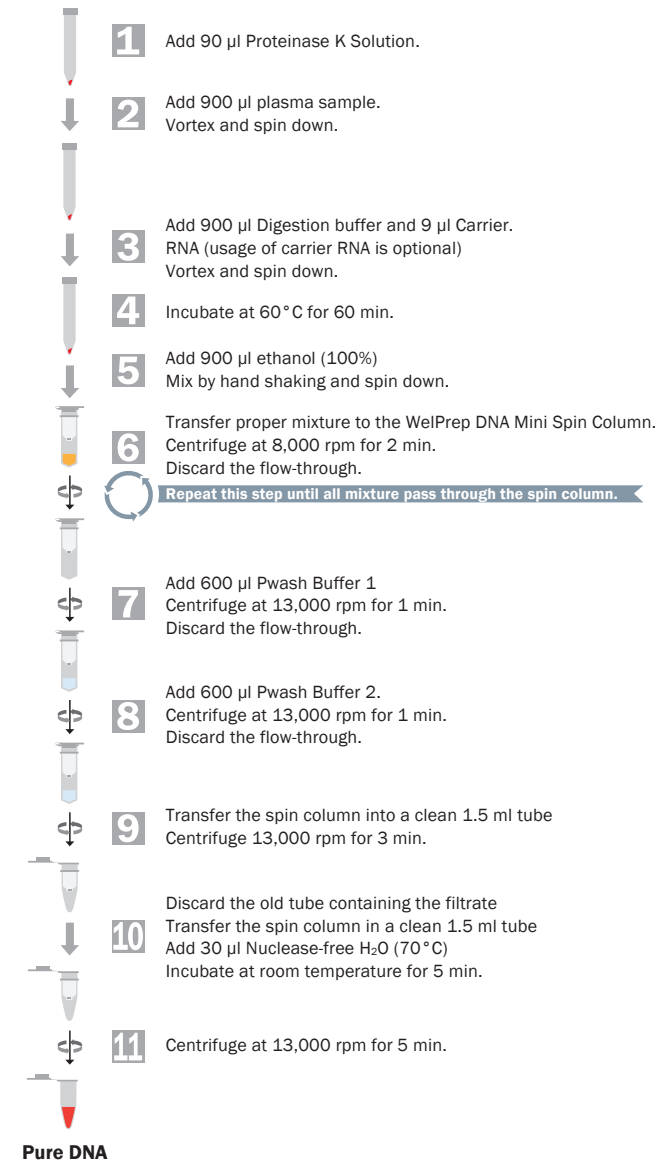 1
Add 90 µl Proteinase K Solution.
2
Add 900 µl plasma sample.
Vortex and spin down.
3
Add 900 µl Digestion buffer and 9 µl Carrier.
RNA (usage of carrier RNA is optional)
Vortex and spin down.
4
Incubate at 60°C for 60 min.
5
Add 900 µl ethanol (100%)
Mix by hand shaking and spin down.
6
Transfer proper mixture to the WelPrep DNA Mini Spin Column.
Centrifuge at 8,000 rpm for 2 min.
Discard the flow-through.
Repeat this step until all mixture pass through the spin column.
7
Add 600 µl Pwash Buffer 1
Centrifuge at 13,000 rpm for 1 min.
Discard the flow-through.
8
Add 600 µl Pwash Buffer 2.
Centrifuge at 13,000 rpm for 1 min.
Discard the flow-through.
9
Transfer the spin column into a clean 1.5 ml tube
Centrifuge 13,000 rpm for 3 min.
10
Discard the old tube containing the filtrate
Transfer the spin column in a clean 1.5 ml tube
Add 30 µl Nuclease-free H₂O (70°C)
Incubate at room temperature for 5 min.
11
Centrifuge at 13,000 rpm for 5 min.
Pure DNA